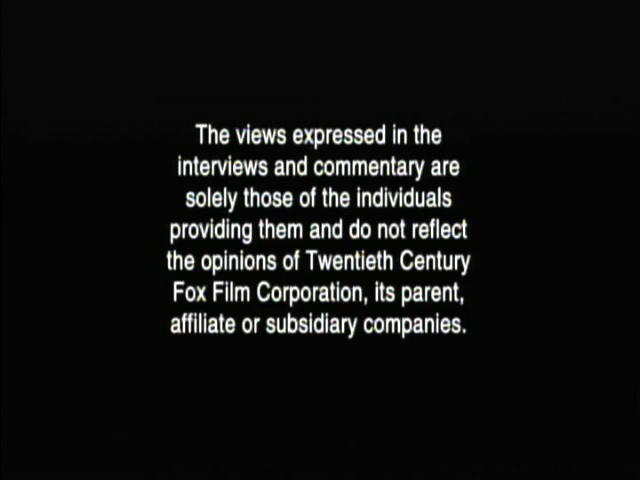 The views expressed in the
interviews and commentary are
solely those of the individuals
providing them and do not reflect
the opinions of Twentieth Century
Fox Film Corporation, its parent,
affiliate or subsidiary companies.